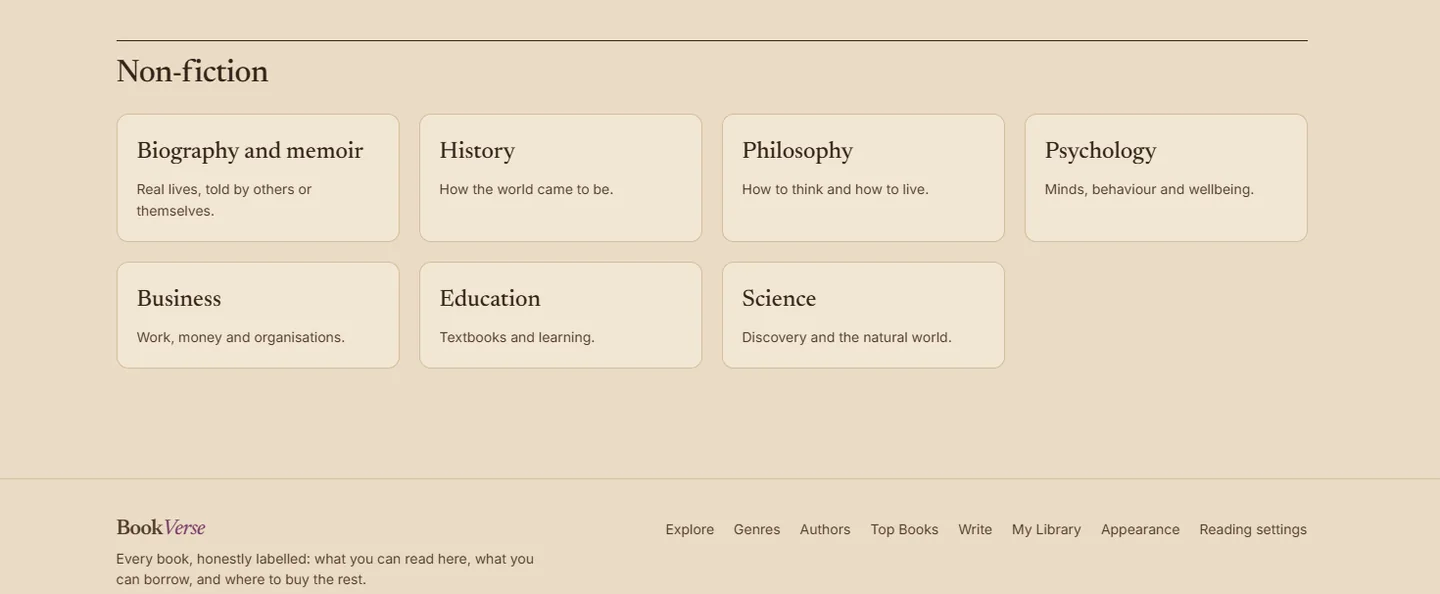 Non-fiction
Biography and memoir
Real lives, told by others or
themselves.
History
How the world came to be.
Philosophy
How to think and how to live.
Psychology
Minds, behaviour and wellbeing.
Business
Work, money and organisations.
Education
Textbooks and learning.
Science
Discovery and the natural world.
BookVerse
Every book, honestly labelled: what you can read here, what you
can borrow, and where to buy the rest.
Explore Genres Authors Top Books Write My Library Appearance Reading settings